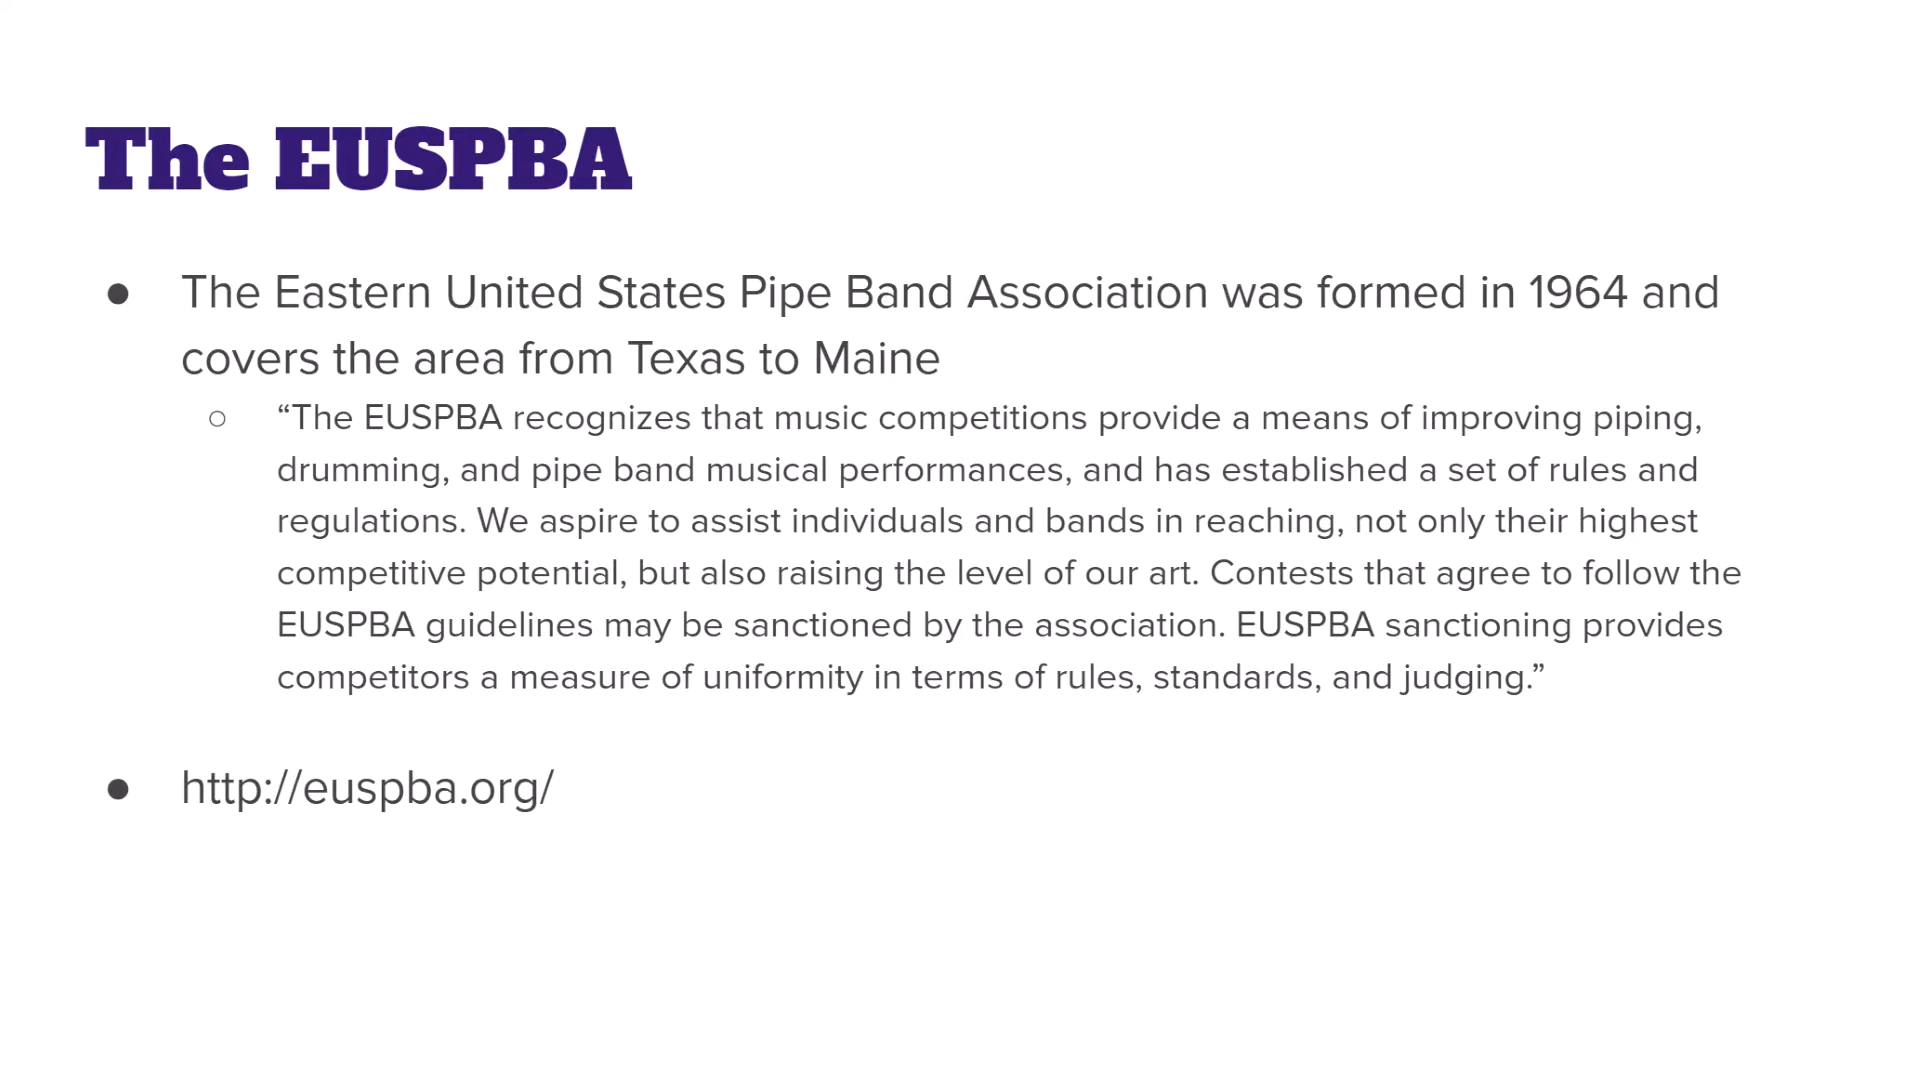 The EUSPBA
● The Eastern United States Pipe Band Association was formed in 1964 and
covers the area from Texas to Maine
○ “The EUSPBA recognizes that music competitions provide a means of improving piping,
drumming, and pipe band musical performances, and has established a set of rules and
regulations. We aspire to assist individuals and bands in reaching, not only their highest
competitive potential, but also raising the level of our art. Contests that agree to follow the
EUSPBA guidelines may be sanctioned by the association. EUSPBA sanctioning provides
competitors a measure of uniformity in terms of rules, standards, and judging.”
● http://euspba.org/